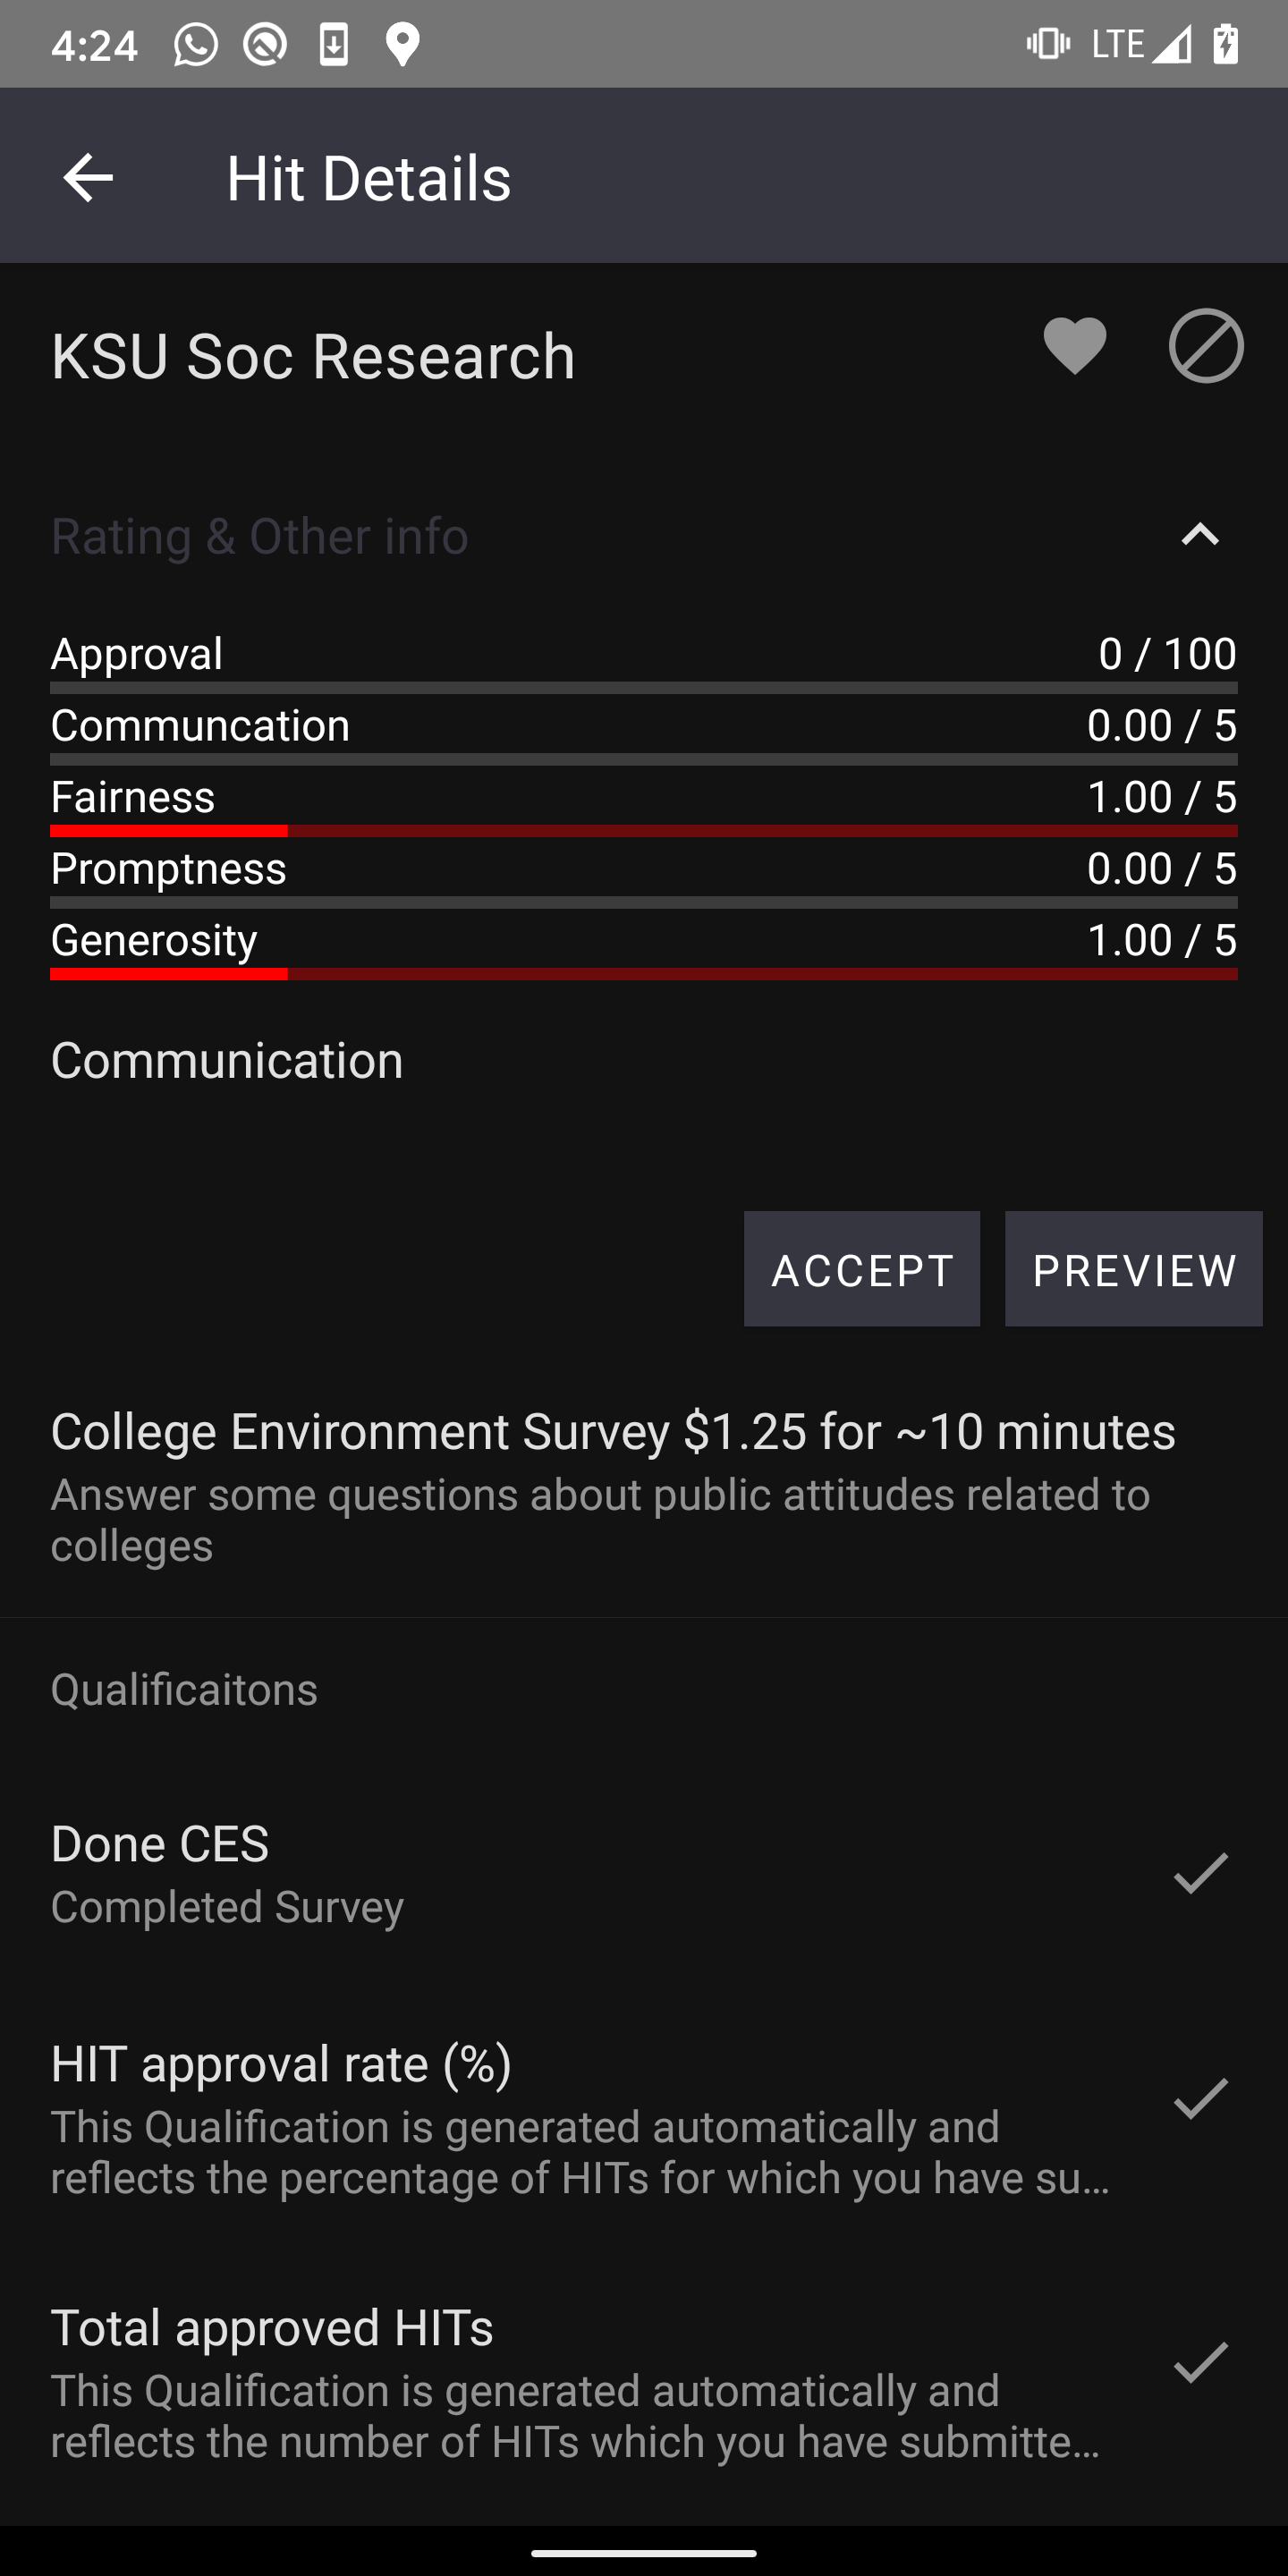 4:24
LTE
Hit Details
KSU Soc Research
Rating & Other info
Approval 0 / 100
Communcation 0.00 / 5
Fairness 1.00 / 5
Promptness 0.00 / 5
Generosity 1.00 / 5
Communication
ACCEPT PREVIEW
College Environment Survey $1.25 for ~10 minutes
Answer some questions about public attitudes related to
colleges
Qualificaitons
Done CES
Completed Survey
HIT approval rate (%)
This Qualification is generated automatically and
reflects the percentage of HITs for which you have su…
Total approved HITs
This Qualification is generated automatically and
reflects the number of HITs which you have submitte…